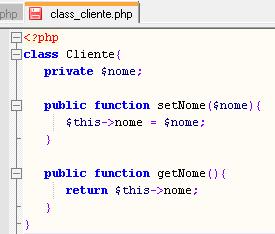 php
class_cliente.php
<?php
class Cliente{
private $nome;
public function setNome($nome){
$this->nome = $nome;
}
public function getNome(){
return $this->nome;
}
}